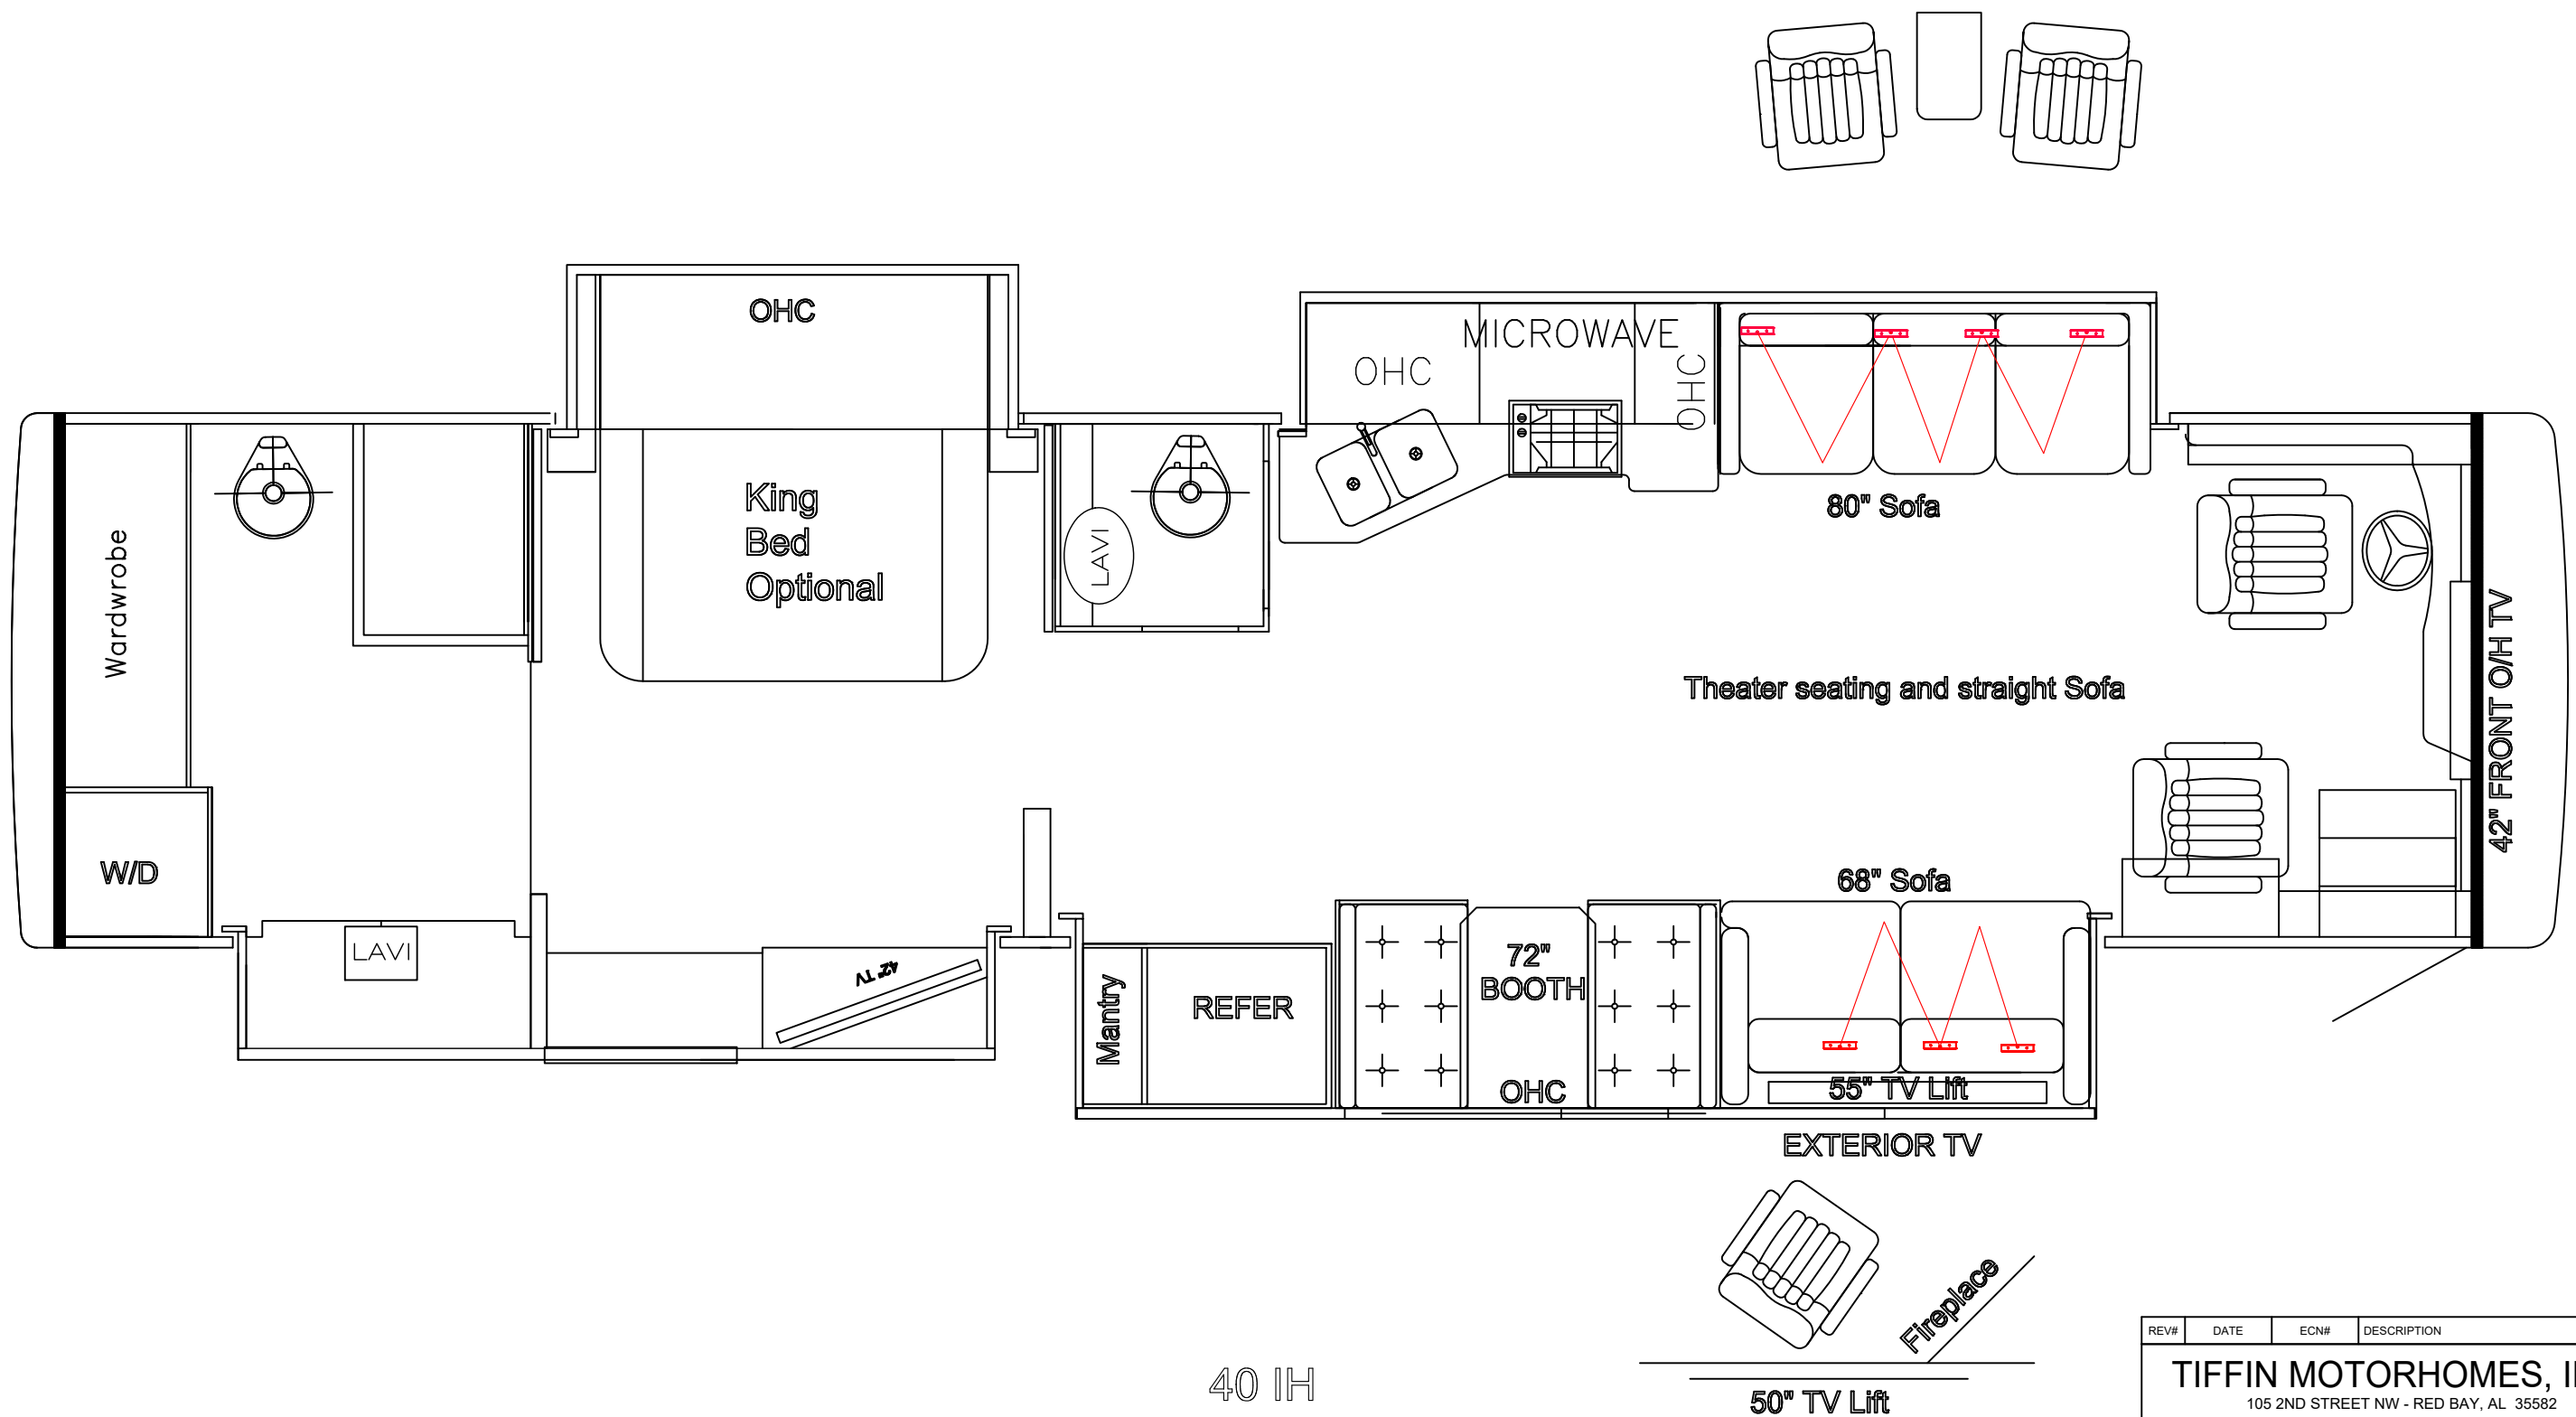 OHC
MICROWAVE
OHC
OHC
80" Sofa
King
Bed
Optional
LAVI
Wardwrobe
Theater seating and straight Sofa
42" FRONT O/H TV
W/D
68" Sofa
LAVI
42" TV
Mantry
REFER
72"
BOOTH
OHC
55" TV Lift
EXTERIOR TV
Fireplace
50" TV Lift
40 IH
REV# DATE ECN# DESCRIPTION
TIFFIN MOTORHOMES, I
105 2ND STREET NW - RED BAY, AL 35582